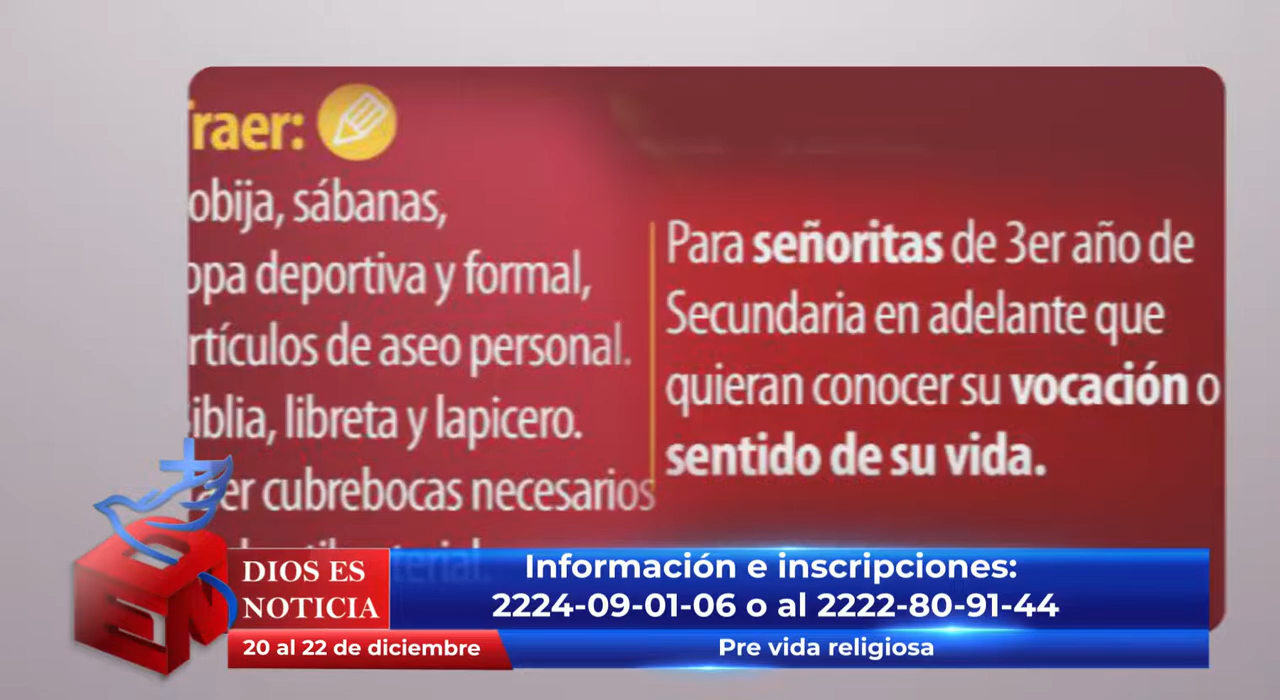 raer:
obija, sábanas,
opa deportiva y formal,
rtículos de aseo personal.
iblia, libreta y lapicero.
aer cubrebocas necesarios
Para señoritas de 3er año de
Secundaria en adelante que
quieran conocer su vocación o
sentido de su vida.
DEN
DIOS ES
NOTICIA
Información e inscripciones:
2224-09-01-06 o al 2222-80-91-44
20 al 22 de diciembre
Pre vida religiosa